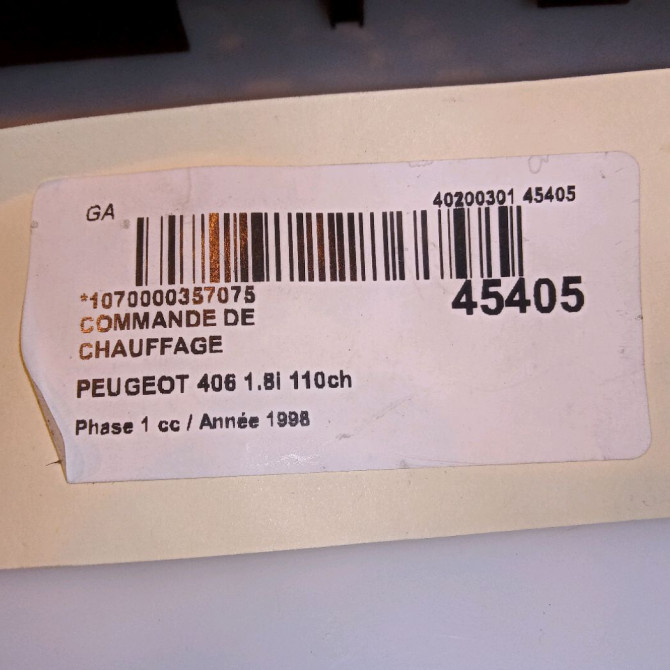 GA
40200301 45405
*1070000357075
45405
COMMANDE DE
CHAUFFAGE
PEUGEOT 406 1.8i 110ch
Phase 1 cc / Année 1998